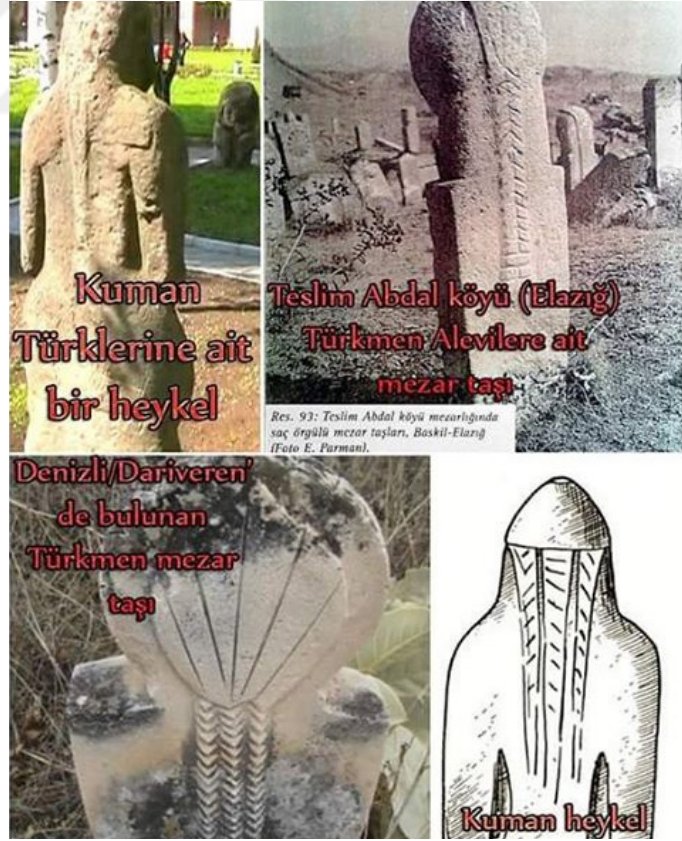 Kuman
Türklerine ait
bir heykel
Teslim Abdal köyü (Elazığ)
Türkmen Alevilere ait
mezar taşı
Res. 93: Teslim Abdal köyü mezarlığında
saç örgülü mezar taşları, Baskil-Elazığ
(Foto E. Parman).
Denizli/Dariveren'
de bulunan
Türkmen mezar
taşı
Kuman heykel